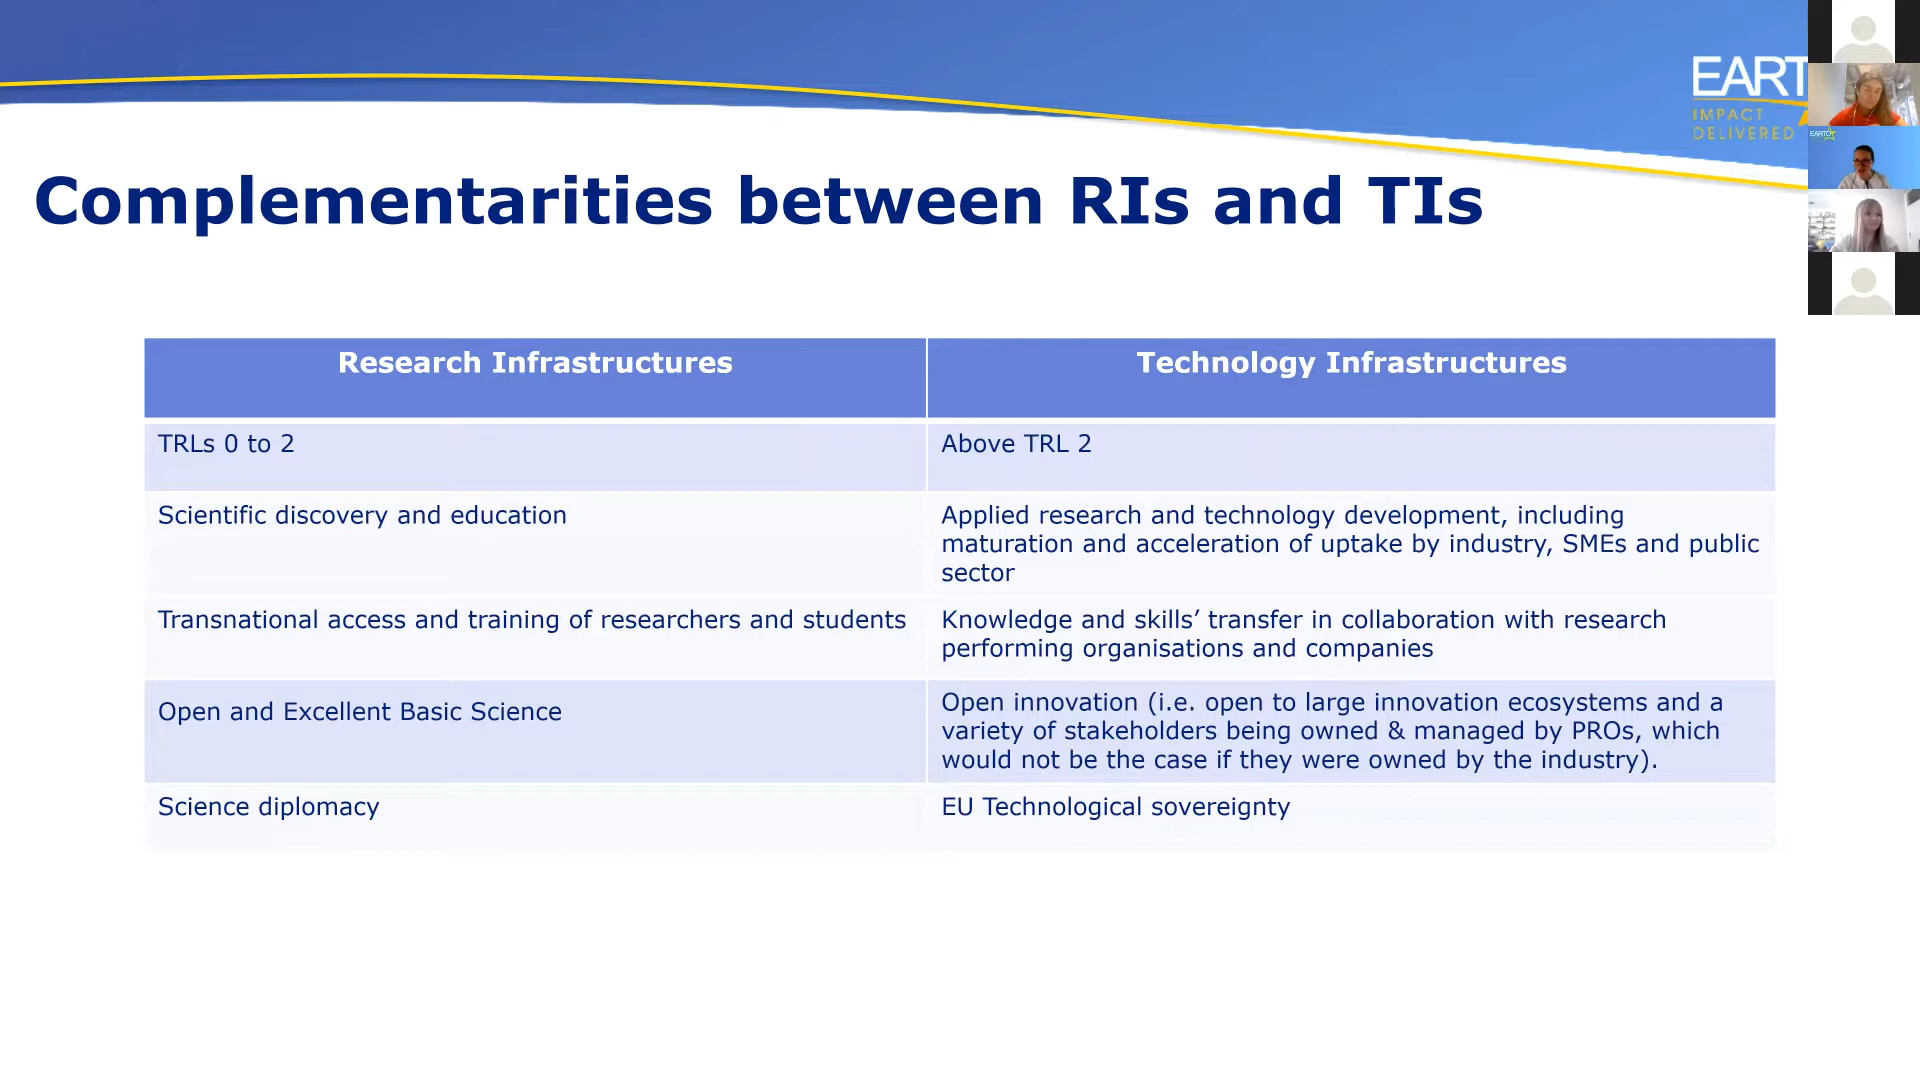 EART
IMPACT
DELIVERED
EARTO
Complementarities between RIs and TIs
Research Infrastructures
Technology Infrastructures
TRLs 0 to 2
Above TRL 2
Scientific discovery and education
Applied research and technology development, including
maturation and acceleration of uptake by industry, SMEs and public
sector
Transnational access and training of researchers and students
Knowledge and skills’ transfer in collaboration with research
performing organisations and companies
Open and Excellent Basic Science
Open innovation (i.e. open to large innovation ecosystems and a
variety of stakeholders being owned & managed by PROs, which
would not be the case if they were owned by the industry).
Science diplomacy
EU Technological sovereignty